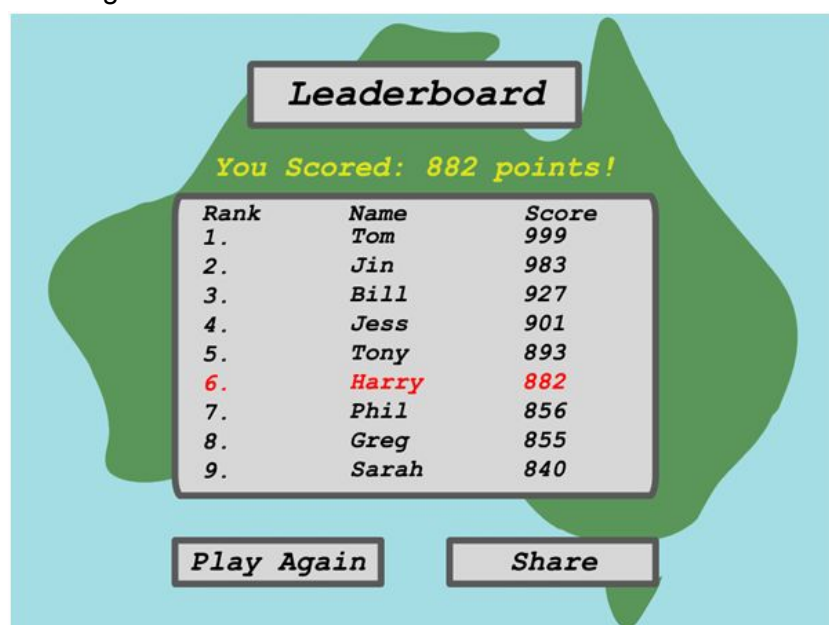 Leaderboard
You Scored: 882 points!
Rank Name Score
1. Tom 999
2. Jin 983
3. Bill 927
4. Jess 901
5. Tony 893
6. Harry 882
7. Phil 856
8. Greg 855
9. Sarah 840
Play Again Share